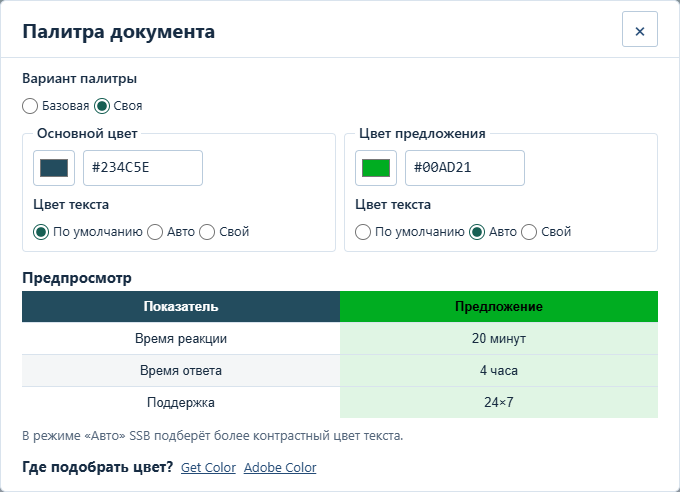 Палитра документа
×
Вариант палитры
Базовая Своя
Основной цвет
#234C5E
Цвет текста
По умолчанию Авто Свой
Цвет предложения
#00AD21
Цвет текста
По умолчанию Авто Свой
Предпросмотр
Показатель Предложение
Время реакции 20 минут
Время ответа 4 часа
Поддержка 24×7
В режиме «Авто» SSB подберёт более контрастный цвет текста.
Где подобрать цвет? Get Color Adobe Color